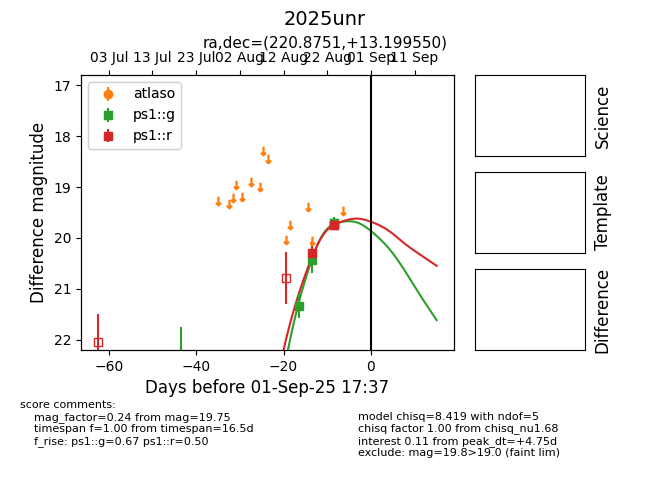 2025unr
ra,dec=(220.8751,+13.199550)
03 Jul 13 Jul 23 Jul 02 Aug 12 Aug 22 Aug 01 Sep 11 Sep
17
18
19
20
21
22
Difference magnitude
atlaso
ps1::g
ps1::r
−60 −40 −20 0
Days before 01-Sep-25 17:37
Science
Template
Difference
score comments:
mag_factor=0.24 from mag=19.75
timespan f=1.00 from timespan=16.5d
f_rise: ps1::g=0.67 ps1::r=0.50
model chisq=8.419 with ndof=5
chisq factor 1.00 from chisq_nu1.68
interest 0.11 from peak_dt=+4.75d
exclude: mag=19.8>19.0 (faint lim)